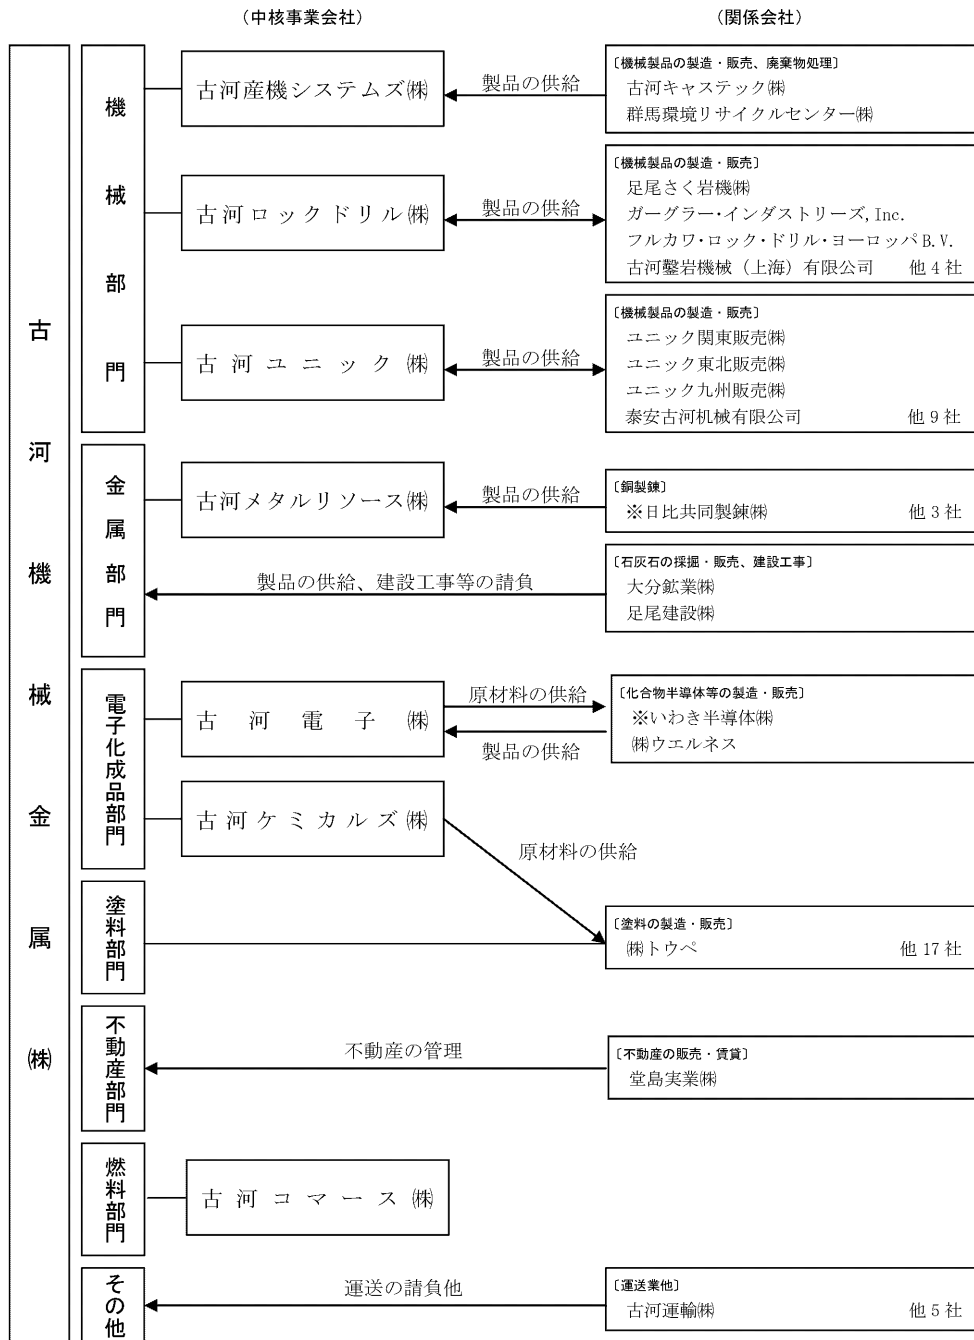 （中核事業会社）
（関係会社）
古河機械金属㈱
機械部門
古河産機システムズ㈱
製品の供給
〔機械製品の製造・販売、廃棄物処理〕
古河キャステック㈱
群馬環境リサイクルセンター㈱
古河ロックドリル㈱
製品の供給
〔機械製品の製造・販売〕
足尾さく岩機㈱
ガーグラー・インダストリーズ,Inc.
フルカワ・ロック・ドリル・ヨーロッパB.V.
古河鑿岩機械（上海）有限公司 他4社
古河ユニック㈱
製品の供給
〔機械製品の製造・販売〕
ユニック関東販売㈱
ユニック東北販売㈱
ユニック九州販売㈱
泰安古河机械有限公司 他9社
金属部門
古河メタルリソース㈱
製品の供給
〔銅製錬〕
※日比共同製錬㈱ 他3社
製品の供給、建設工事等の請負
〔石灰石の採掘・販売、建設工事〕
大分鉱業㈱
足尾建設㈱
電子化成品部門
古河電子㈱
原材料の供給
製品の供給
〔化合物半導体等の製造・販売〕
※いわき半導体㈱
㈱ウエルネス
古河ケミカルズ㈱
原材料の供給
塗料部門
〔塗料の製造・販売〕
㈱トウペ 他17社
不動産部門
不動産の管理
〔不動産の販売・賃貸〕
堂島実業㈱
燃料部門
古河コマース㈱
その他
運送の請負他
〔運送業他〕
古河運輸㈱ 他5社